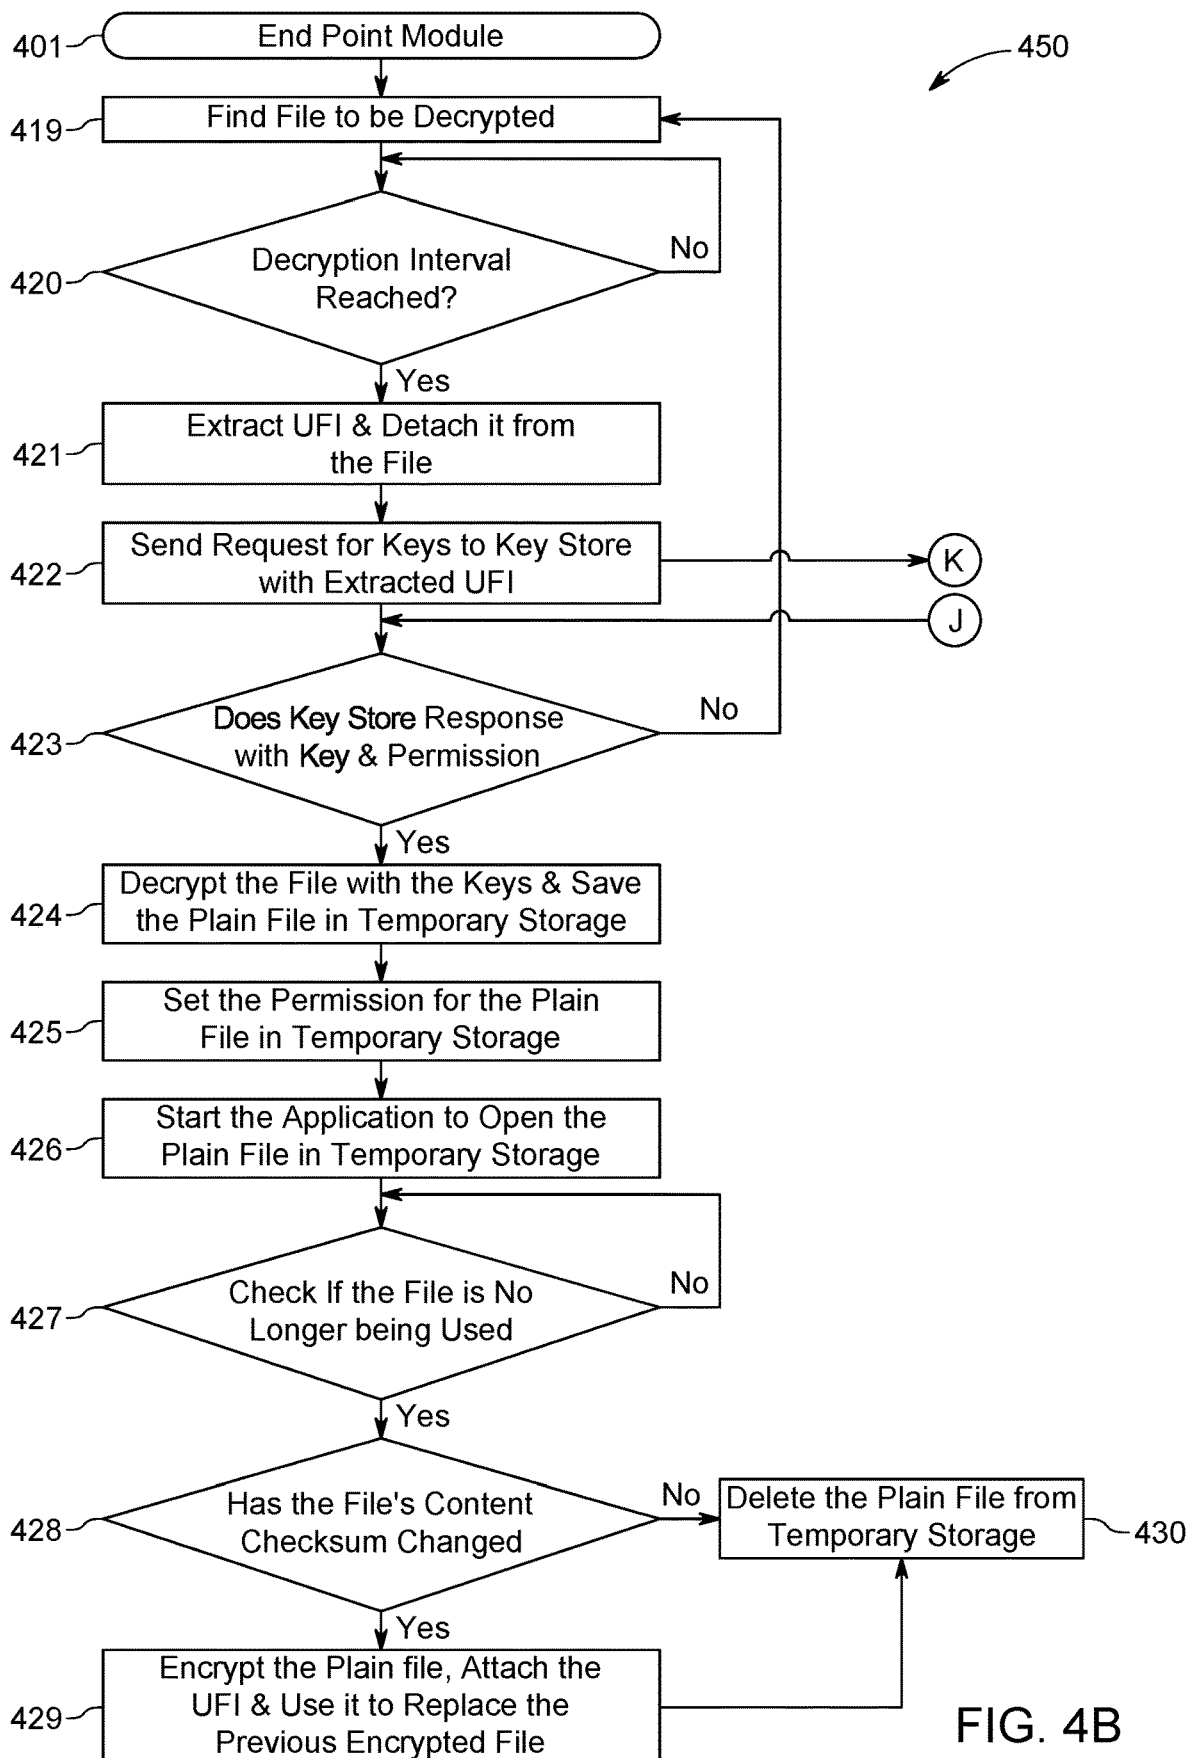 401
End Point Module
450
419
Find File to be Decrypted
420
Decryption Interval
Reached?
No
Yes
421
Extract UFI & Detach it from
the File
422
Send Request for Keys to Key Store
with Extracted UFI
K
J
423
Does Key Store Response
with Key & Permission
No
Yes
424
Decrypt the File with the Keys & Save
the Plain File in Temporary Storage
425
Set the Permission for the Plain
File in Temporary Storage
426
Start the Application to Open the
Plain File in Temporary Storage
427
Check If the File is No
Longer being Used
No
Yes
428
Has the File's Content
Checksum Changed
No
Delete the Plain File from
Temporary Storage
430
Yes
429
Encrypt the Plain file, Attach the
UFI & Use it to Replace the
Previous Encrypted File
FIG. 4B